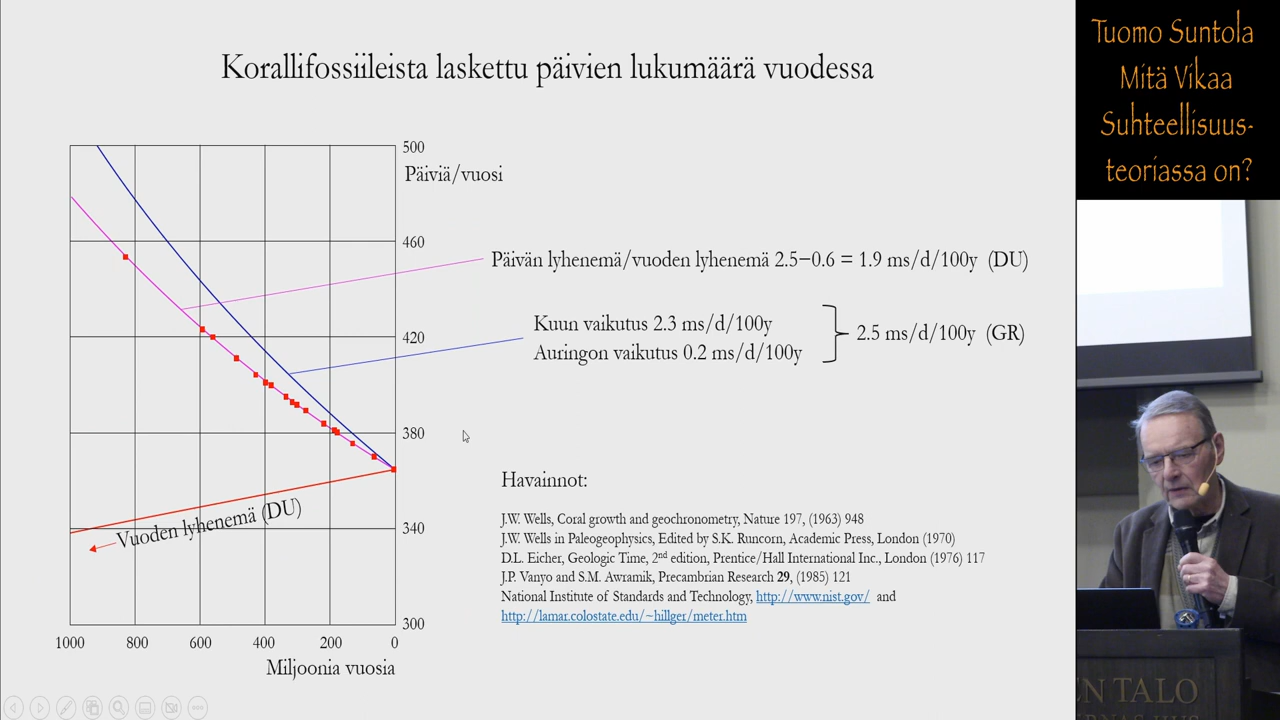 Korallifossiileista laskettu päivien lukumäärä vuodessa
500
Päiviä/vuosi
460
420
380
340
300
1000
800
600
400
200
0
Miljoonia vuosia
Vuoden lyhenemä (DU)
Päivän lyhenemä/vuoden lyhenemä 2.5−0.6 = 1.9 ms/d/100y (DU)
Kuun vaikutus 2.3 ms/d/100y
Auringon vaikutus 0.2 ms/d/100y
2.5 ms/d/100y (GR)
Havainnot:
J.W. Wells, Coral growth and geochronometry, Nature 197, (1963) 948
J.W. Wells in Paleogeophysics, Edited by S.K. Runcorn, Academic Press, London (1970)
D.L. Eicher, Geologic Time, 2nd edition, Prentice/Hall International Inc., London (1976) 117
J.P. Vanyo and S.M. Awramik, Precambrian Research 29, (1985) 121
National Institute of Standards and Technology, http://www.nist.gov/ and
http://lamar.colostate.edu/~hillger/meter.htm
Tuomo Suntola
Mitä Vikaa
Suhteellisuus-
teoriassa on?
EN TALO